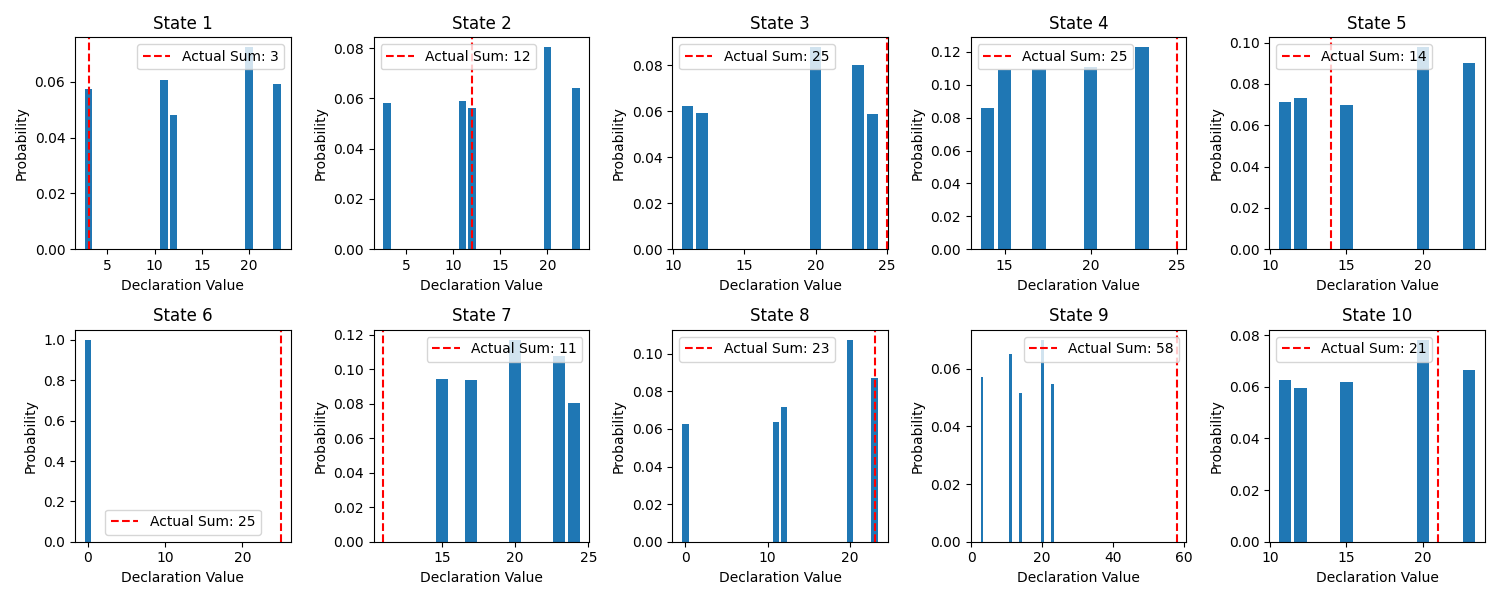 State 1
Actual Sum: 3
Probability
0.06
0.04
0.02
0.00
5 10 15 20
Declaration Value
State 2
Actual Sum: 12
Probability
0.08
0.06
0.04
0.02
0.00
5 10 15 20
Declaration Value
State 3
Actual Sum: 25
Probability
0.08
0.06
0.04
0.02
0.00
10 15 20 25
Declaration Value
State 4
Actual Sum: 25
Probability
0.12
0.10
0.08
0.06
0.04
0.02
0.00
15 20 25
Declaration Value
State 5
Actual Sum: 14
Probability
0.10
0.08
0.06
0.04
0.02
0.00
10 15 20
Declaration Value
State 6
Actual Sum: 25
Probability
1.0
0.8
0.6
0.4
0.2
0.0
0 10 20
Declaration Value
State 7
Actual Sum: 11
Probability
0.12
0.10
0.08
0.06
0.04
0.02
0.00
15 20 25
Declaration Value
State 8
Actual Sum: 23
Probability
0.10
0.08
0.06
0.04
0.02
0.00
0 10 20
Declaration Value
State 9
Actual Sum: 58
Probability
0.06
0.04
0.02
0.00
0 20 40 60
Declaration Value
State 10
Actual Sum: 21
Probability
0.08
0.06
0.04
0.02
0.00
10 15 20
Declaration Value